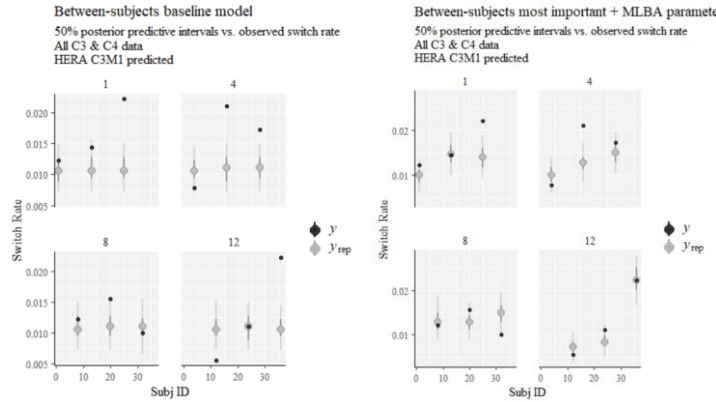 Between-subjects baseline model
50% posterior predictive intervals vs. observed switch rate
All C3 & C4 data
HERA C3M1 predicted
1
4
0.020
0.015
0.010
0.005
8
12
0.020
0.015
0.010
0.005
0 10 20 30 0 10 20 30
Switch Rate
Subj ID
y
y rep
Between-subjects most important + MLBA paramete
50% posterior predictive intervals vs. observed switch rate
All C3 & C4 data
HERA C3M1 predicted
1
4
0.02
0.01
8
12
0.02
0.01
0 10 20 30 0 10 20 30
Switch Rate
Subj ID
y
y rep